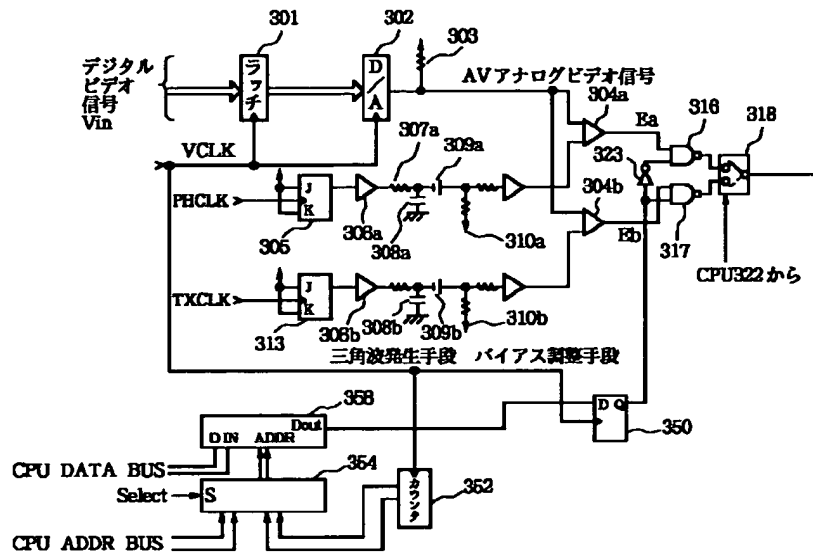 301
302
303
デジタル
ビデオ
信号
Vin
ラッチ
D/A
AVアナログビデオ信号
304a
Ea
316
318
VCLK
307a
309a
323
304b
PHCLK
J
K
305
308a
308a
310a
Eb
317
CPU322から
TXCLK
J
K
313
308b
308b
309b
310b
三角波発生手段
バイアス調整手段
358
Dout
D IN
ADDR
D Q
350
CPU DATA BUS
354
Select
S
カウンタ
352
CPU ADDR BUS